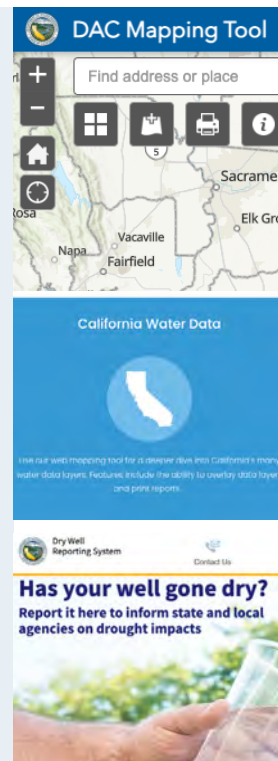 DAC Mapping Tool
+
Find address or place
−
5
Sacrame
Rosa
Elk Gro
Napa
Vacaville
Fairfield
California Water Data
Use our web mapping tool for a deeper dive into California's many
water data layers. Features include the ability to overlay data layer
and print reports.
Dry Well
Reporting System
Contact Us
Has your well gone dry?
Report it here to inform state and local
agencies on drought impacts